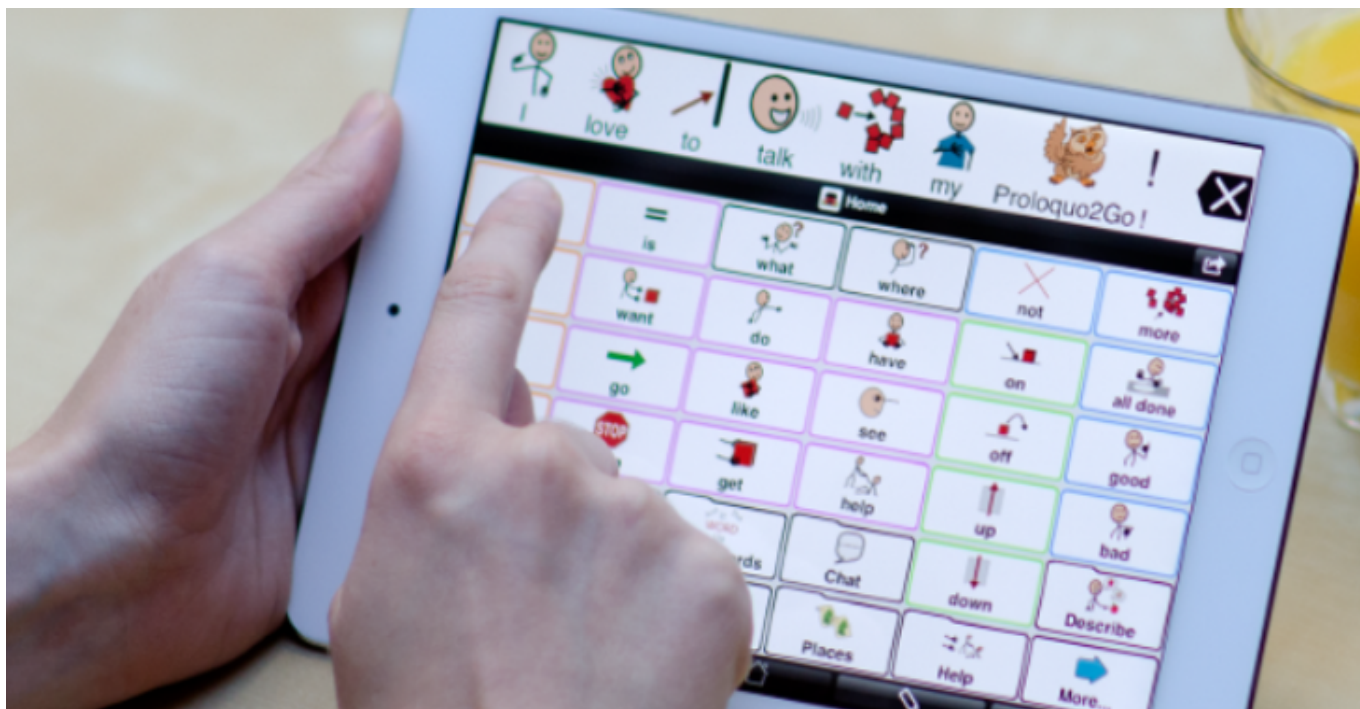 I love to talk with my Proloquo2Go !
Home
is what where not more
want do have on all done
go like see off good
STOP get help up bad
WORD Chat down Describe
Places Help More...